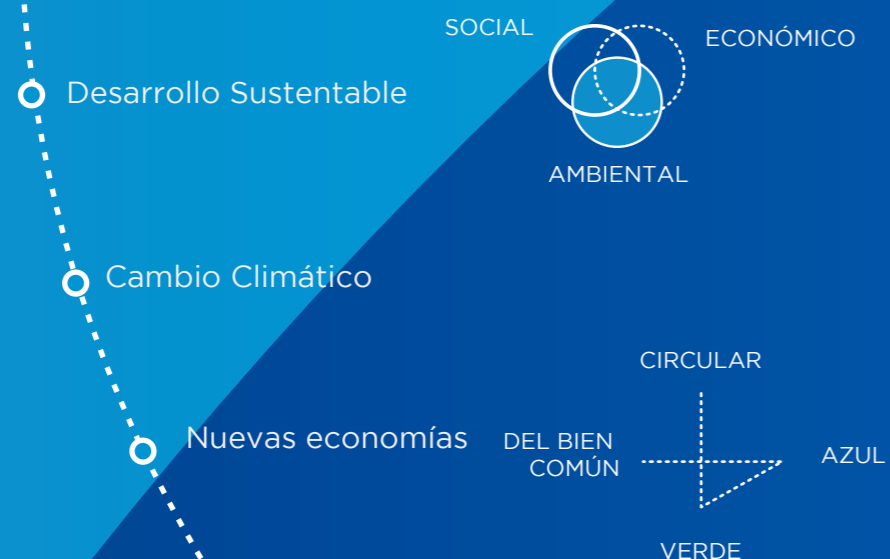 SOCIAL
ECONÓMICO
Desarrollo Sustentable
AMBIENTAL
Cambio Climático
CIRCULAR
Nuevas economías
DEL BIEN
COMÚN
AZUL
VERDE